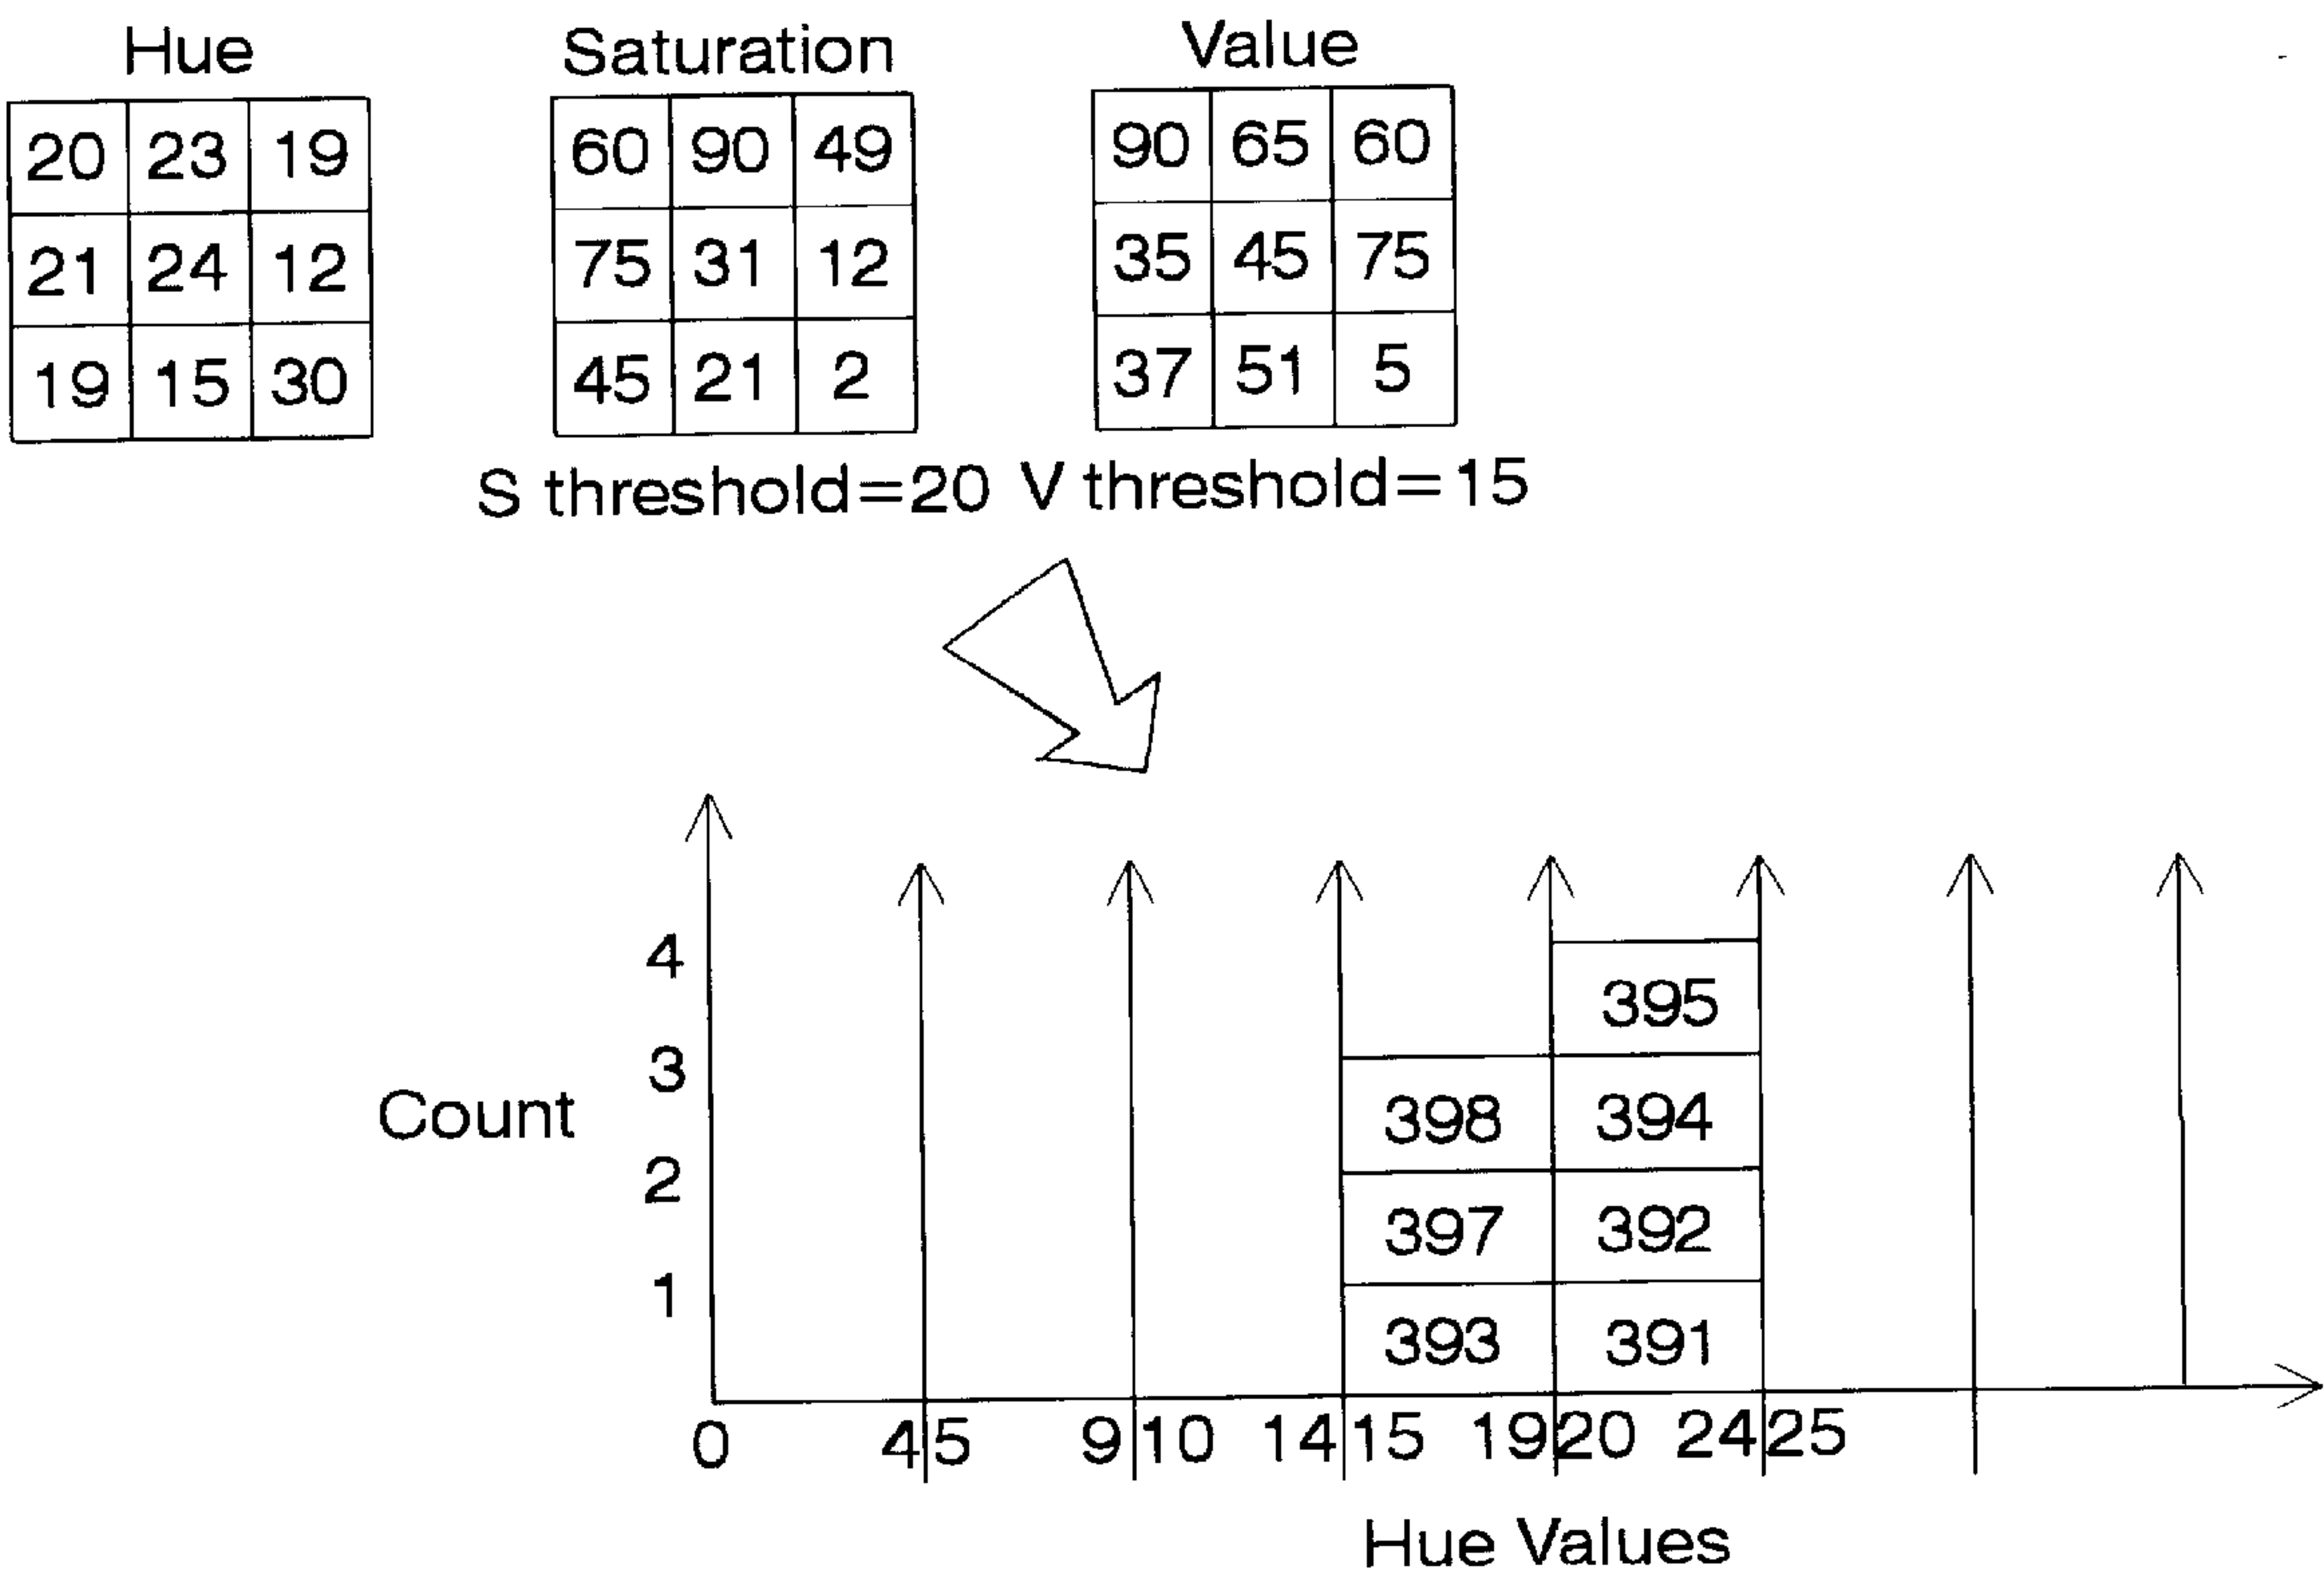 Hue Saturation Value
20 23 19 60 90 49 90 65 60
21 24 12 75 31 12 35 45 75
19 15 30 45 21 2 37 51 5
S threshold=20 V threshold=15
4 395
3 398 394
Count
2 397 392
1 393 391
0 4 5 9 10 14 15 19 20 24 25
Hue Values